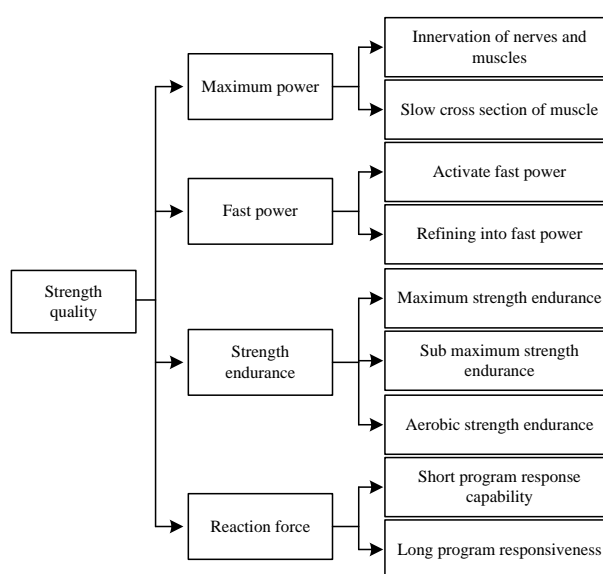 Strength
quality
Maximum power
Innervation of nerves and
muscles
Slow cross section of muscle
Fast power
Activate fast power
Refining into fast power
Strength
endurance
Maximum strength endurance
Sub maximum strength
endurance
Aerobic strength endurance
Reaction force
Short program response
capability
Long program responsiveness